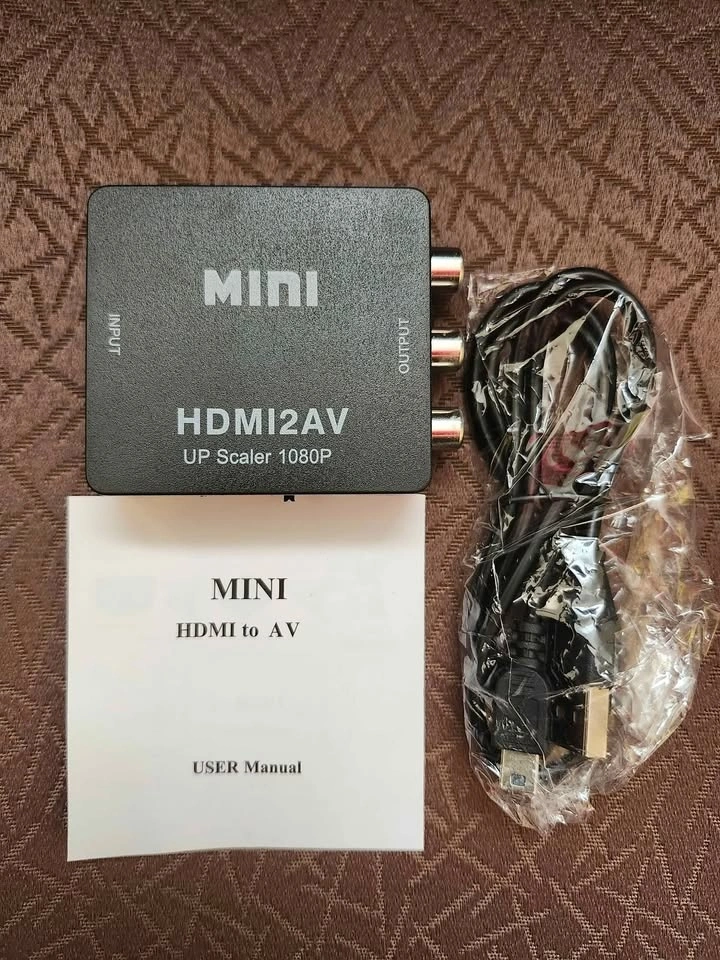 MINI
INPUT
OUTPUT
HDMI2AV
UP Scaler 1080P
MINI
HDMI to AV
USER Manual